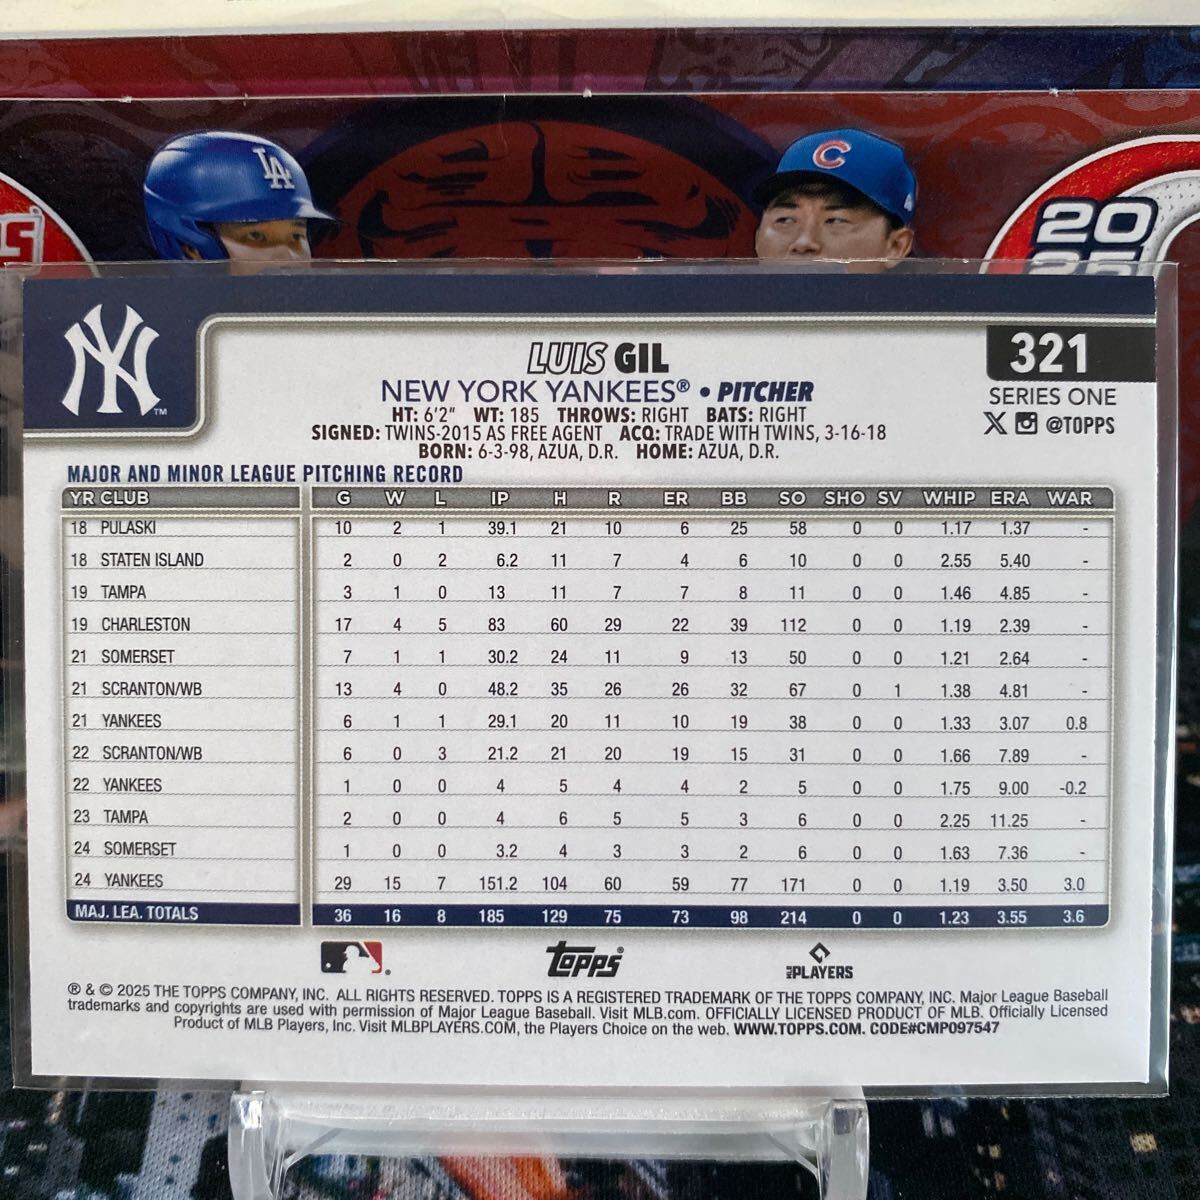 LA
C
20
25
NY
TM
LUIS GIL
321
NEW YORK YANKEES® • PITCHER
SERIES ONE
HT: 6'2" WT: 185 THROWS: RIGHT BATS: RIGHT
X @TOPPS
SIGNED: TWINS-2015 AS FREE AGENT ACQ: TRADE WITH TWINS, 3-16-18
BORN: 6-3-98, AZUA, D.R. HOME: AZUA, D.R.
MAJOR AND MINOR LEAGUE PITCHING RECORD
YR CLUB G W L IP H R ER BB SO SHO SV WHIP ERA WAR
18 PULASKI 10 2 1 39.1 21 10 6 25 58 0 0 1.17 1.37 -
18 STATEN ISLAND 2 0 2 6.2 11 7 4 6 10 0 0 2.55 5.40 -
19 TAMPA 3 1 0 13 11 7 7 8 11 0 0 1.46 4.85 -
19 CHARLESTON 17 4 5 83 60 29 22 39 112 0 0 1.19 2.39 -
21 SOMERSET 7 1 1 30.2 24 11 9 13 50 0 0 1.21 2.64 -
21 SCRANTON/WB 13 4 0 48.2 35 26 26 32 67 0 1 1.38 4.81 -
21 YANKEES 6 1 1 29.1 20 11 10 19 38 0 0 1.33 3.07 0.8
22 SCRANTON/WB 6 0 3 21.2 21 20 19 15 31 0 0 1.66 7.89 -
22 YANKEES 1 0 0 4 5 4 4 2 5 0 0 1.75 9.00 -0.2
23 TAMPA 2 0 0 4 6 5 5 3 6 0 0 2.25 11.25 -
24 SOMERSET 1 0 0 3.2 4 3 3 2 6 0 0 1.63 7.36 -
24 YANKEES 29 15 7 151.2 104 60 59 77 171 0 0 1.19 3.50 3.0
MAJ. LEA. TOTALS 36 16 8 185 129 75 73 98 214 0 0 1.23 3.55 3.6
Topps®
MLB PLAYERS
® & © 2025 THE TOPPS COMPANY, INC. ALL RIGHTS RESERVED. TOPPS IS A REGISTERED TRADEMARK OF THE TOPPS COMPANY, INC. Major League Baseball
trademarks and copyrights are used with permission of Major League Baseball. Visit MLB.com. OFFICIALLY LICENSED PRODUCT OF MLB. Officially Licensed
Product of MLB Players, Inc. Visit MLBPLAYERS.COM, the Players Choice on the web. WWW.TOPPS.COM. CODE#CMP097547